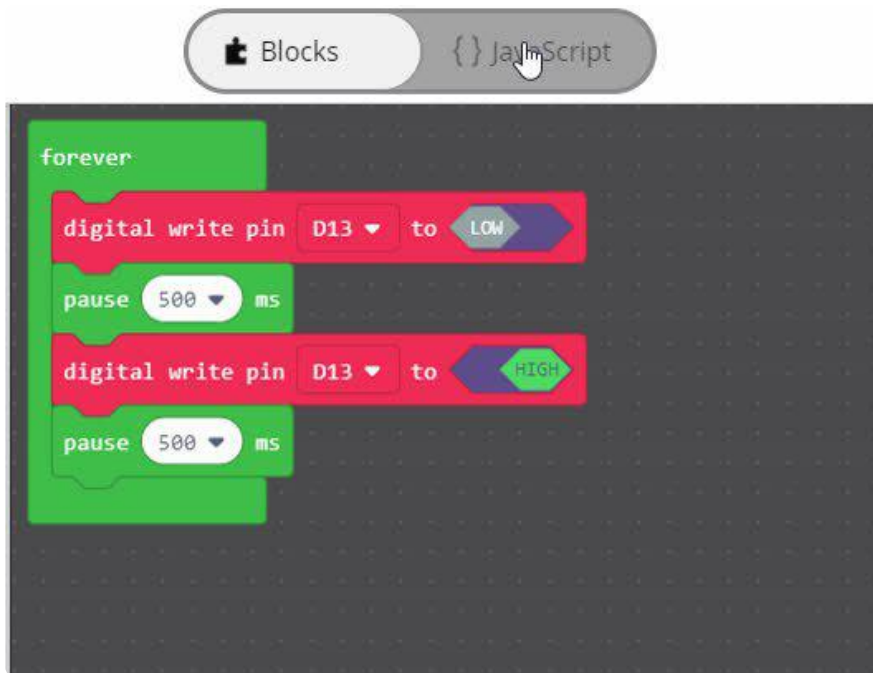 Blocks {} JavaScript
forever
digital write pin D13 to LOW
pause 500 ms
digital write pin D13 to HIGH
pause 500 ms